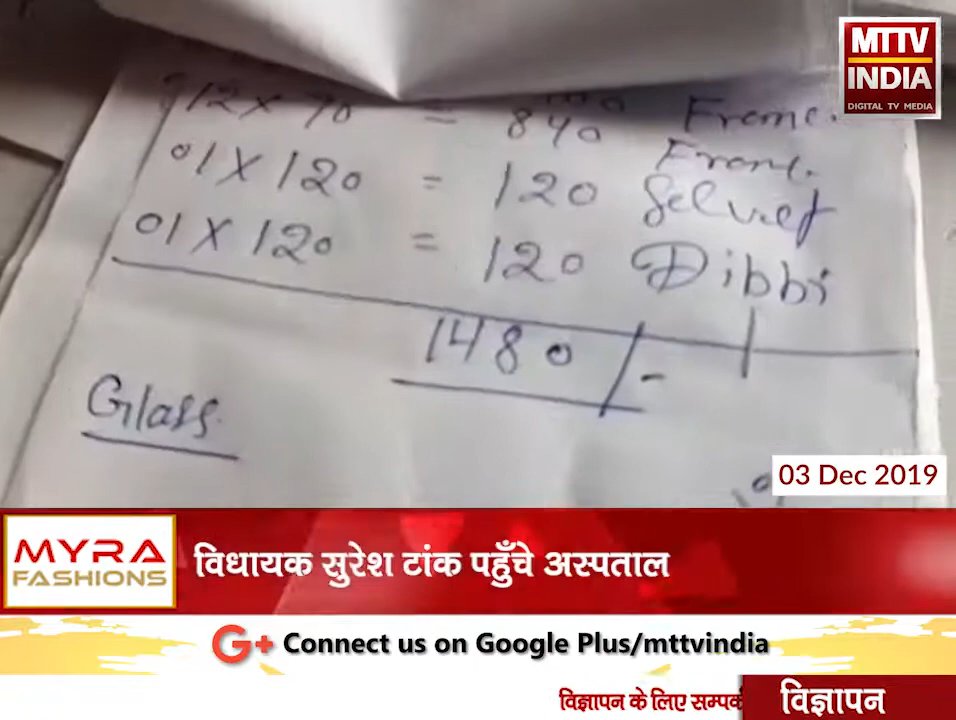 MTTV
INDIA
DIGITAL TV MEDIA
12 X 70 = 840 Frame.
Frame.
01 X 120 = 120
01 X 120 = 120 Dibbi
1480/-
Glass
03 Dec 2019
MYRA
FASHIONS
विधायक सुरेश टांक पहुँचे अस्पताल
G+ Connect us on Google Plus/mttvindia
विज्ञापन के लिए सम्पर्क
विज्ञापन